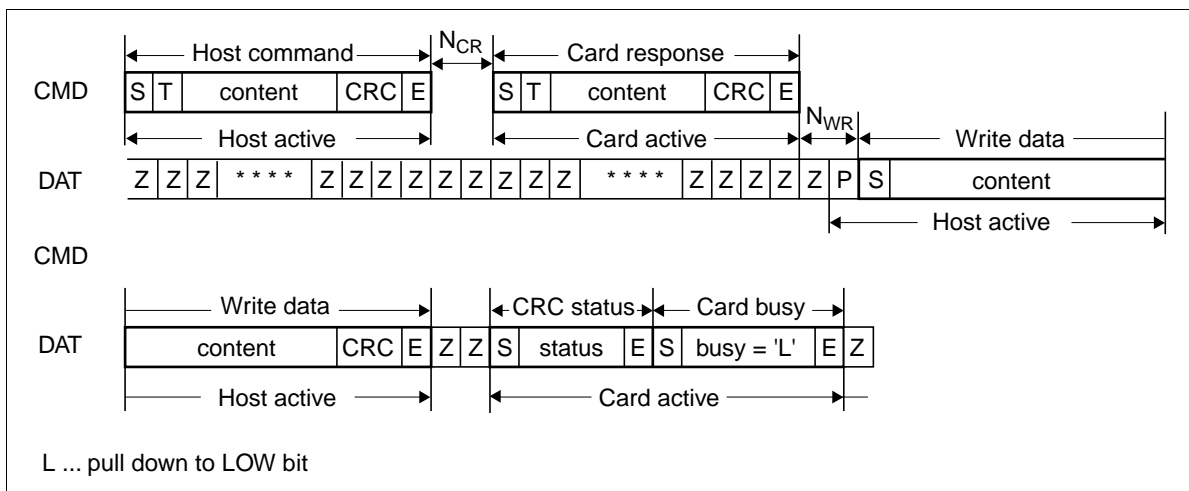 Host command N_CR Card response
CMD S T content CRC E S T content CRC E
Host active Card active N_WR Write data
DAT Z Z Z * * * * Z Z Z Z Z Z Z Z Z * * * * Z Z Z Z Z P S content
Host active
CMD
Write data CRC status Card busy
DAT content CRC E Z Z S status E S busy = 'L' E Z
Host active Card active
L ... pull down to LOW bit